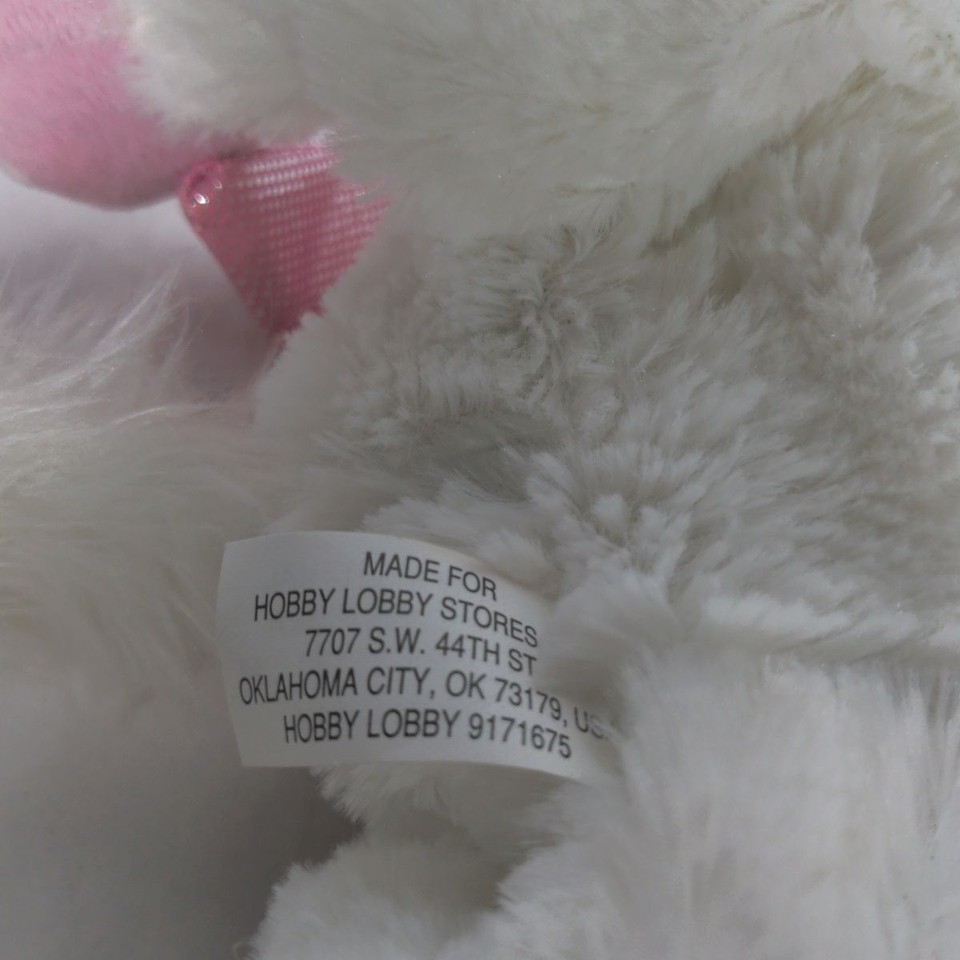 MADE FOR
HOBBY LOBBY STORES
7707 S.W. 44TH ST
OKLAHOMA CITY, OK 73179,
HOBBY LOBBY 9171675